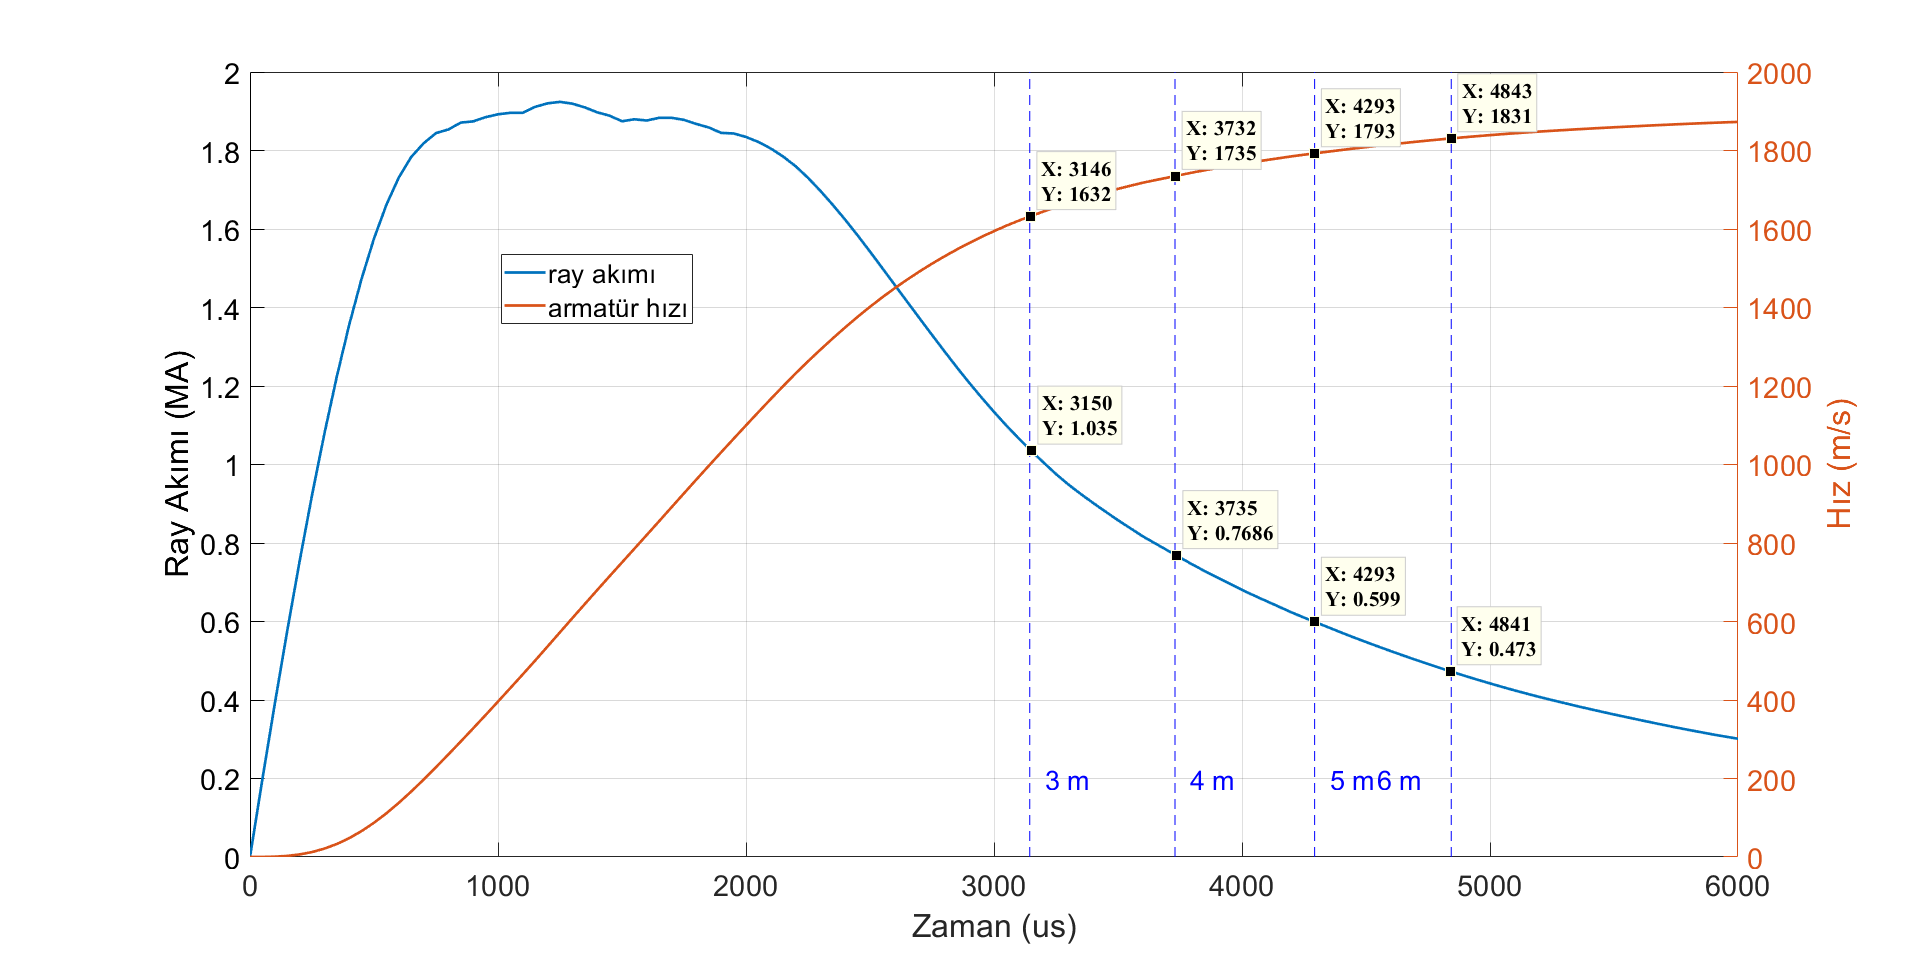 2
1.8
1.6
1.4
1.2
1
0.8
0.6
0.4
0.2
0
Ray Akımı (MA)
2000
1800
1600
1400
1200
1000
800
600
400
200
0
Hız (m/s)
0
1000
2000
3000
4000
5000
6000
Zaman (us)
ray akımı
armatür hızı
X: 3146
Y: 1632
X: 3732
Y: 1735
X: 4293
Y: 1793
X: 4843
Y: 1831
X: 3150
Y: 1.035
X: 3735
Y: 0.7686
X: 4293
Y: 0.599
X: 4841
Y: 0.473
3 m
4 m
5 m
6 m